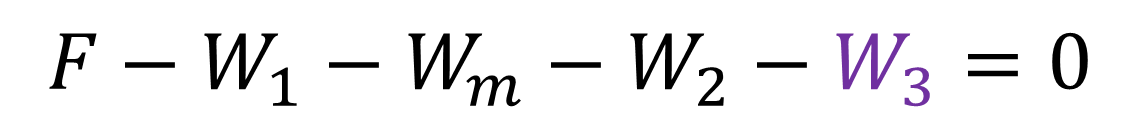 F − W₁ − Wₘ − W₂ − W₃ = 0